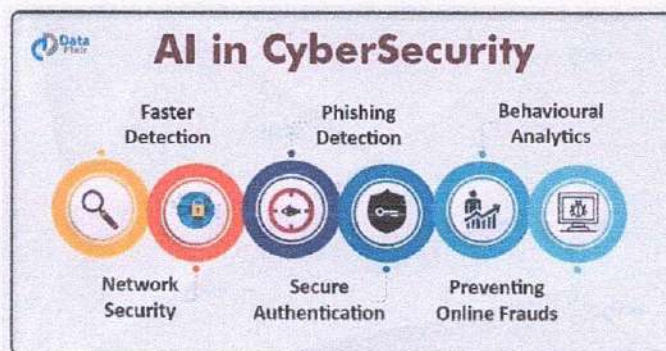 Data
Flair
AI in CyberSecurity
Faster
Detection
Phishing
Detection
Behavioural
Analytics
Network
Security
Secure
Authentication
Preventing
Online Frauds